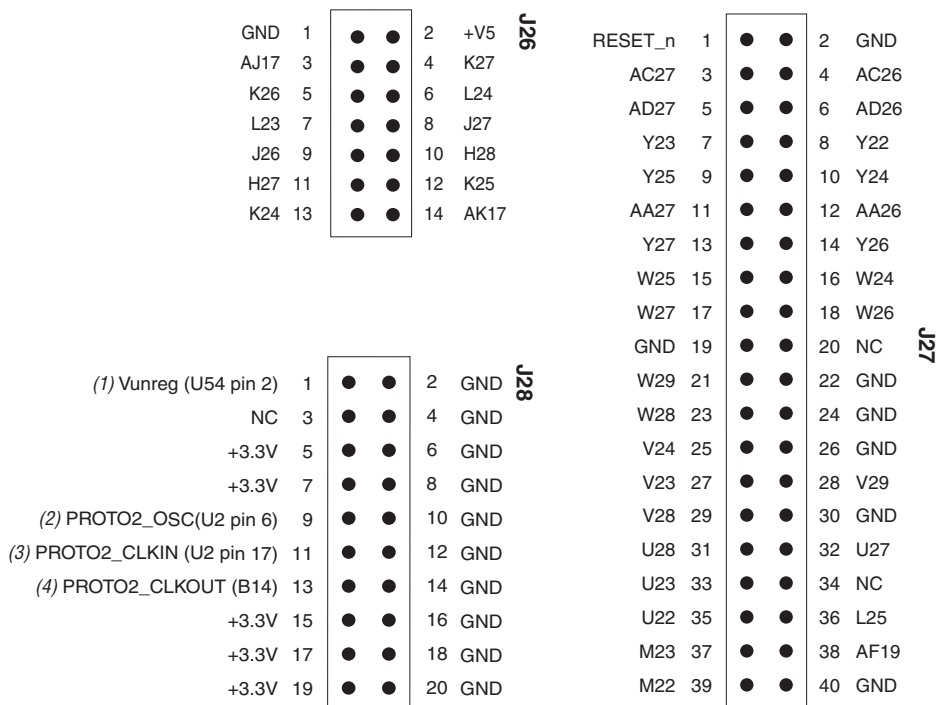 J26
GND 1 2 +V5
AJ17 3 4 K27
K26 5 6 L24
L23 7 8 J27
J26 9 10 H28
H27 11 12 K25
K24 13 14 AK17
J28
(1) Vunreg (U54 pin 2) 1 2 GND
NC 3 4 GND
+3.3V 5 6 GND
+3.3V 7 8 GND
(2) PROTO2_OSC(U2 pin 6) 9 10 GND
(3) PROTO2_CLKIN (U2 pin 17) 11 12 GND
(4) PROTO2_CLKOUT (B14) 13 14 GND
+3.3V 15 16 GND
+3.3V 17 18 GND
+3.3V 19 20 GND
J27
RESET_n 1 2 GND
AC27 3 4 AC26
AD27 5 6 AD26
Y23 7 8 Y22
Y25 9 10 Y24
AA27 11 12 AA26
Y27 13 14 Y26
W25 15 16 W24
W27 17 18 W26
GND 19 20 NC
W29 21 22 GND
W28 23 24 GND
V24 25 26 GND
V23 27 28 V29
V28 29 30 GND
U28 31 32 U27
U23 33 34 NC
U22 35 36 L25
M23 37 38 AF19
M22 39 40 GND